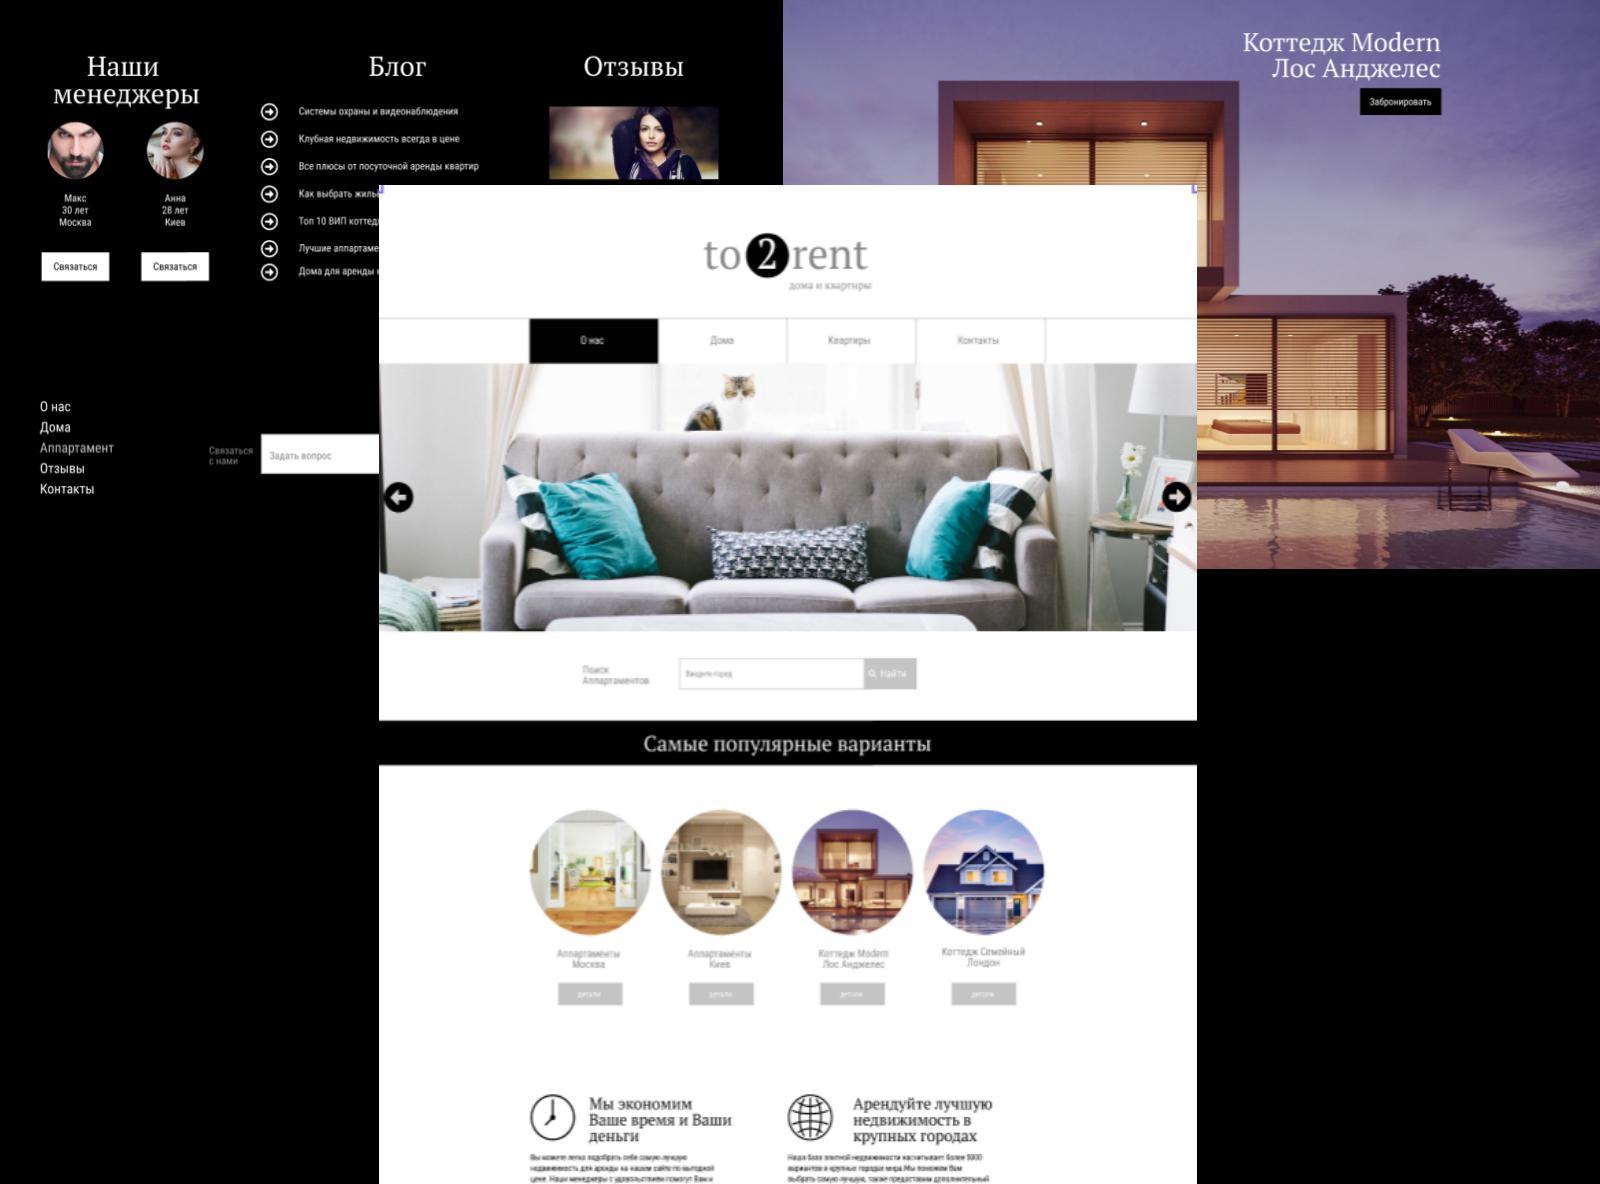 Наши
менеджеры
Макс
30 лет
Москва
Связаться
Анна
28 лет
Киев
Связаться
Блог
Системы охраны и видеонаблюдения
Клубная недвижимость всегда в цене
Все плюсы от посуточной аренды квартир
Как выбрать жиль
Топ 10 ВИП коттед
Лучшие аппартаме
Дома для аренды
Отзывы
Коттедж Modern
Лос Анджелес
Забронировать
О нас
Дома
Аппартамент
Отзывы
Контакты
Связаться
с нами
Задать вопрос
to2rent
дома и квартиры
О нас
Дома
Квартиры
Контакты
Поиск
Аппартаментов
Введите город
Найти
Самые популярные варианты
Аппартаменты
Москва
детали
Аппартаменты
Киев
детали
Коттедж Modern
Лос Анджелес
детали
Коттедж Семейный
Лондон
детали
Мы экономим
Ваше время и Ваши
деньги
Вы можете легко подобрать себе самую лучшую
недвижимость для аренды на нашем сайте по выгодной
цене. Наши менеджеры с удовольствием помогут Вам и
Арендуйте лучшую
недвижимость в
крупных городах
Наша база элитной недвижимости насчитывает более 5000
вариантов в крупных городах мира.Мы поможем Вам
выбрать самую лучшую, также предоставим дополнительный